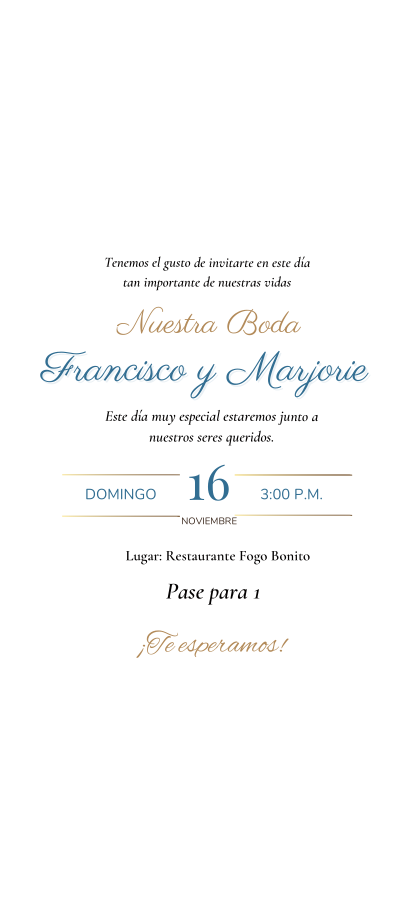 Temenos el gusto de invitarte en este día
tan importante de nuestras vidas
Nuestra Boda
Francisco y Marjorie
Este día muy especial estaremos junto a
nuestros seres queridos.
DOMINGO 16 3:00 P.M.
NOVIEMBRE
Lugar: Restaurante Fogo Bonito
Pase para 1
¡Te esperamos!